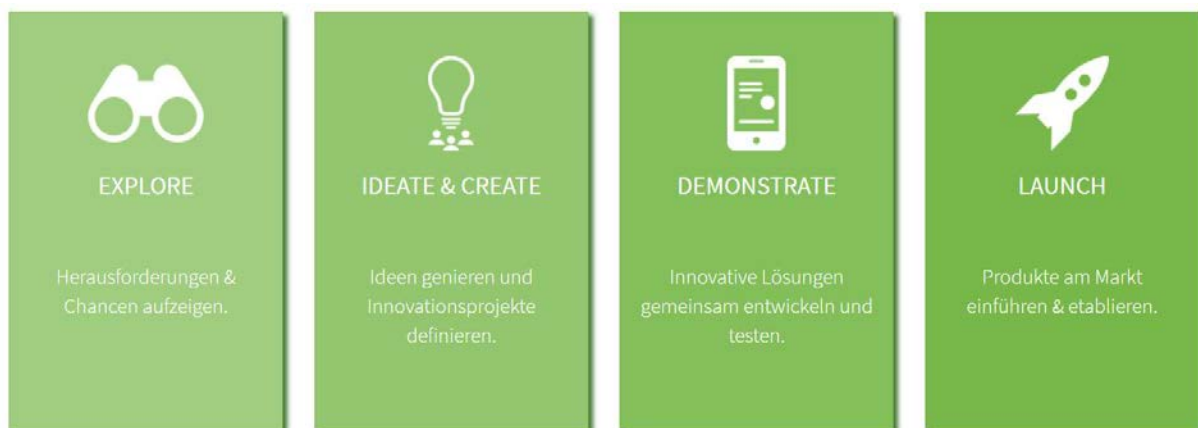 EXPLORE
Herausforderungen &
Chancen aufzeigen.
IDEATE & CREATE
Ideen genieren und
Innovationsprojekte
definieren.
DEMONSTRATE
Innovative Lösungen
gemeinsam entwickeln und
testen.
LAUNCH
Produkte am Markt
einführen & etablieren.